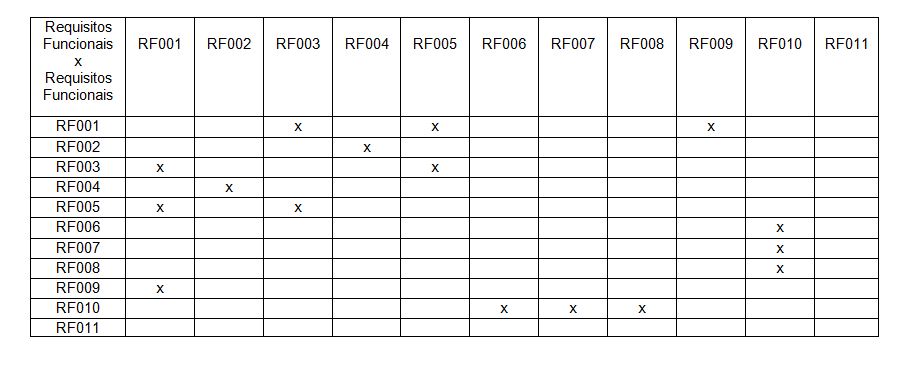 Requisitos
Funcionais
x
Requisitos
Funcionais
RF001 RF002 RF003 RF004 RF005 RF006 RF007 RF008 RF009 RF010 RF011
RF001 x x x
RF002 x
RF003 x x
RF004 x
RF005 x x
RF006 x
RF007 x
RF008 x
RF009 x
RF010 x x x
RF011